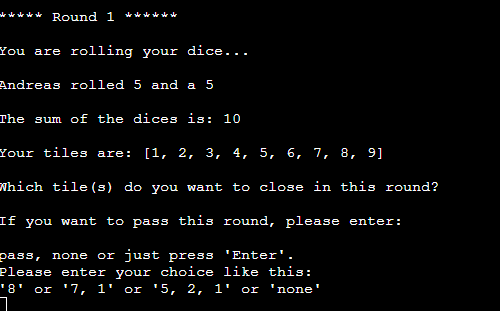 ***** Round 1 ******
You are rolling your dice...
Andreas rolled 5 and a 5
The sum of the dices is: 10
Your tiles are: [1, 2, 3, 4, 5, 6, 7, 8, 9]
Which tile(s) do you want to close in this round?
If you want to pass this round, please enter:
pass, none or just press 'Enter'.
Please enter your choice like this:
'8' or '7, 1' or '5, 2, 1' or 'none'